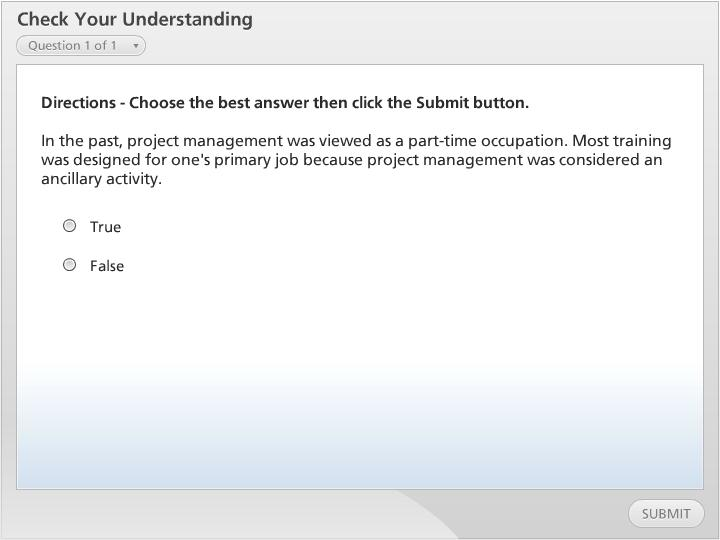 Check Your Understanding
Question 1 of 1
Directions - Choose the best answer then click the Submit button.
In the past, project management was viewed as a part-time occupation. Most training
was designed for one's primary job because project management was considered an
ancillary activity.
True
False
SUBMIT